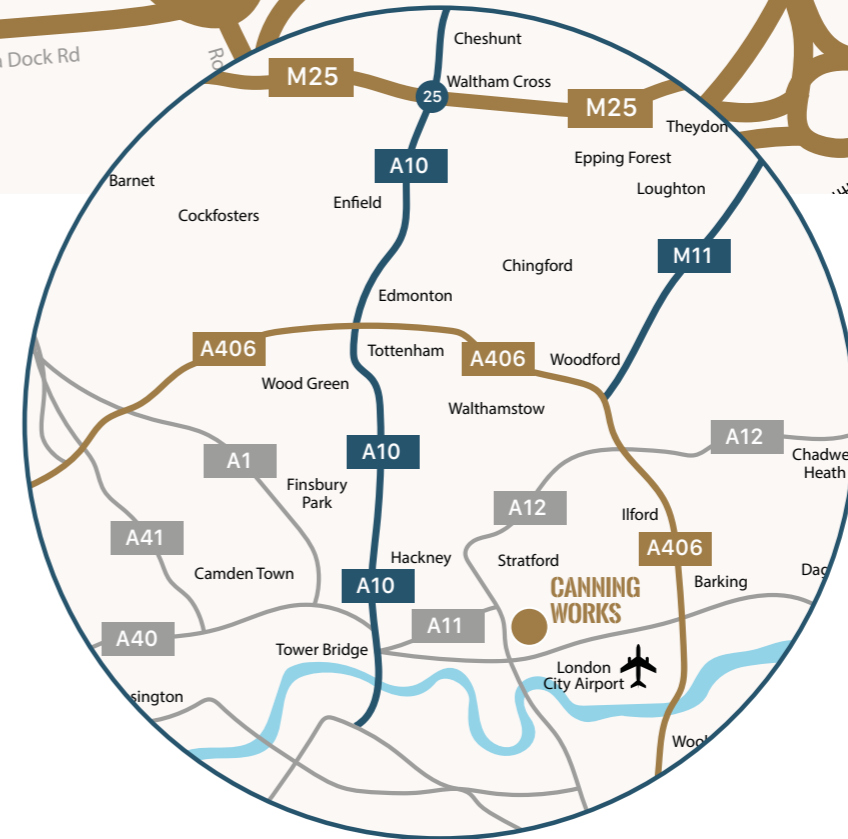 Dock Rd
Cheshunt
M25
25
Waltham Cross
M25
Theydon
Epping Forest
A10
Barnet
Loughton
Enfield
Cockfosters
M11
Chingford
Edmonton
A406
Tottenham
A406
Woodford
Wood Green
Walthamstow
A12
A10
Chadwe
Heath
A1
Finsbury
Park
A12
Ilford
A41
A406
Hackney
Stratford
Camden Town
A10
CANNING
WORKS
Barking
Dag
A11
A40
Tower Bridge
London
City Airport
sington
Wool